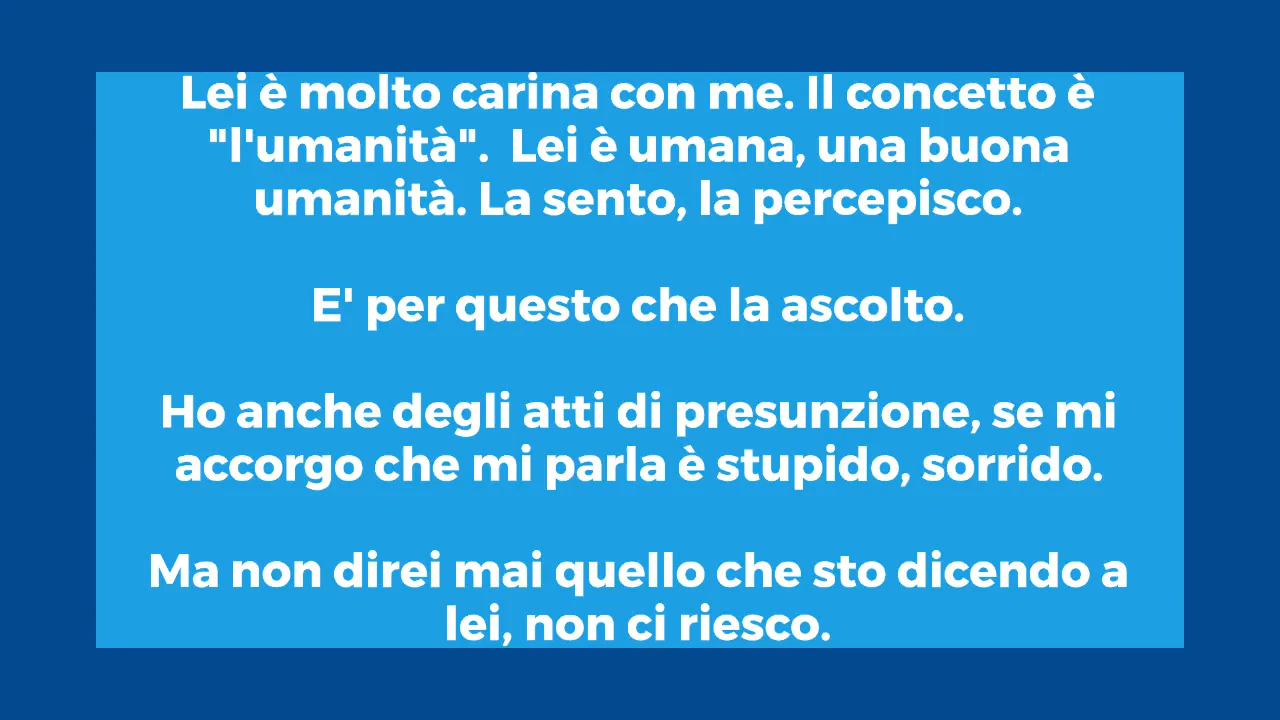 Lei è molto carina con me. Il concetto è
"l'umanità".  Lei è umana, una buona
umanità. La sento, la percepisco.
E' per questo che la ascolto.
Ho anche degli atti di presunzione, se mi
accorgo che mi parla è stupido, sorrido.
Ma non direi mai quello che sto dicendo a
lei, non ci riesco.